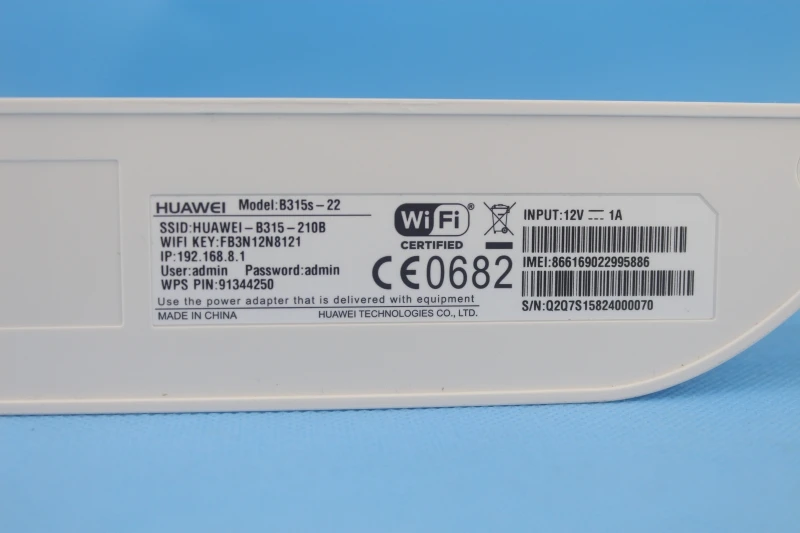 HUAWEI Model:B315s-22
SSID:HUAWEI-B315-210B
WIFI KEY:FB3N12N8121
IP:192.168.8.1
User:admin Password:admin
WPS PIN:91344250
Use the power adapter that is delivered with equipment
MADE IN CHINA HUAWEI TECHNOLOGIES CO., LTD.
Wi Fi ®
CERTIFIED
CE0682
INPUT:12V ⎓ 1A
IMEI:866169022995886
S/N:Q2Q7S15824000070